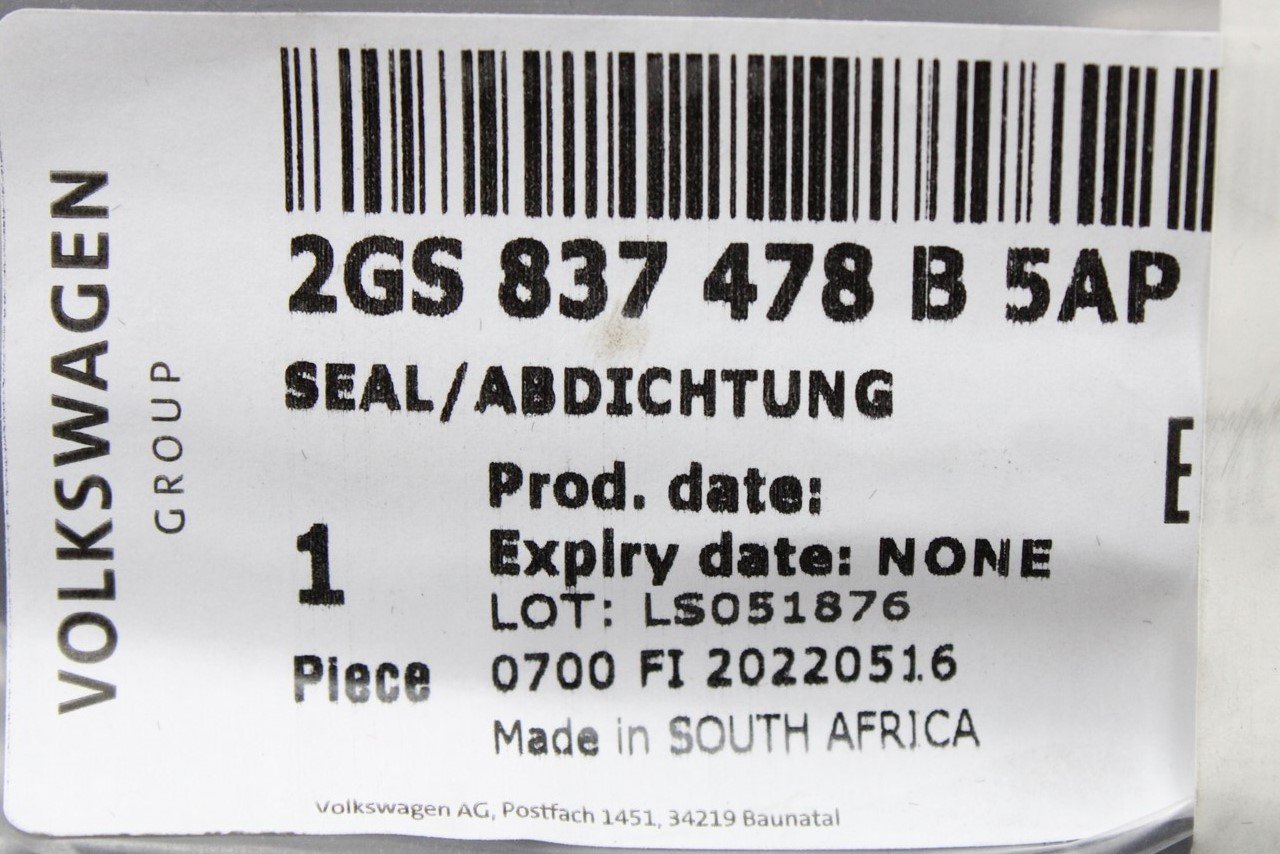 VOLKSWAGEN
GROUP
2GS 837 478 B 5AP
SEAL/ABDICHTUNG
Prod. date:
1
Expiry date: NONE
LOT: LS051876
Piece
0700 FI 20220516
Made in SOUTH AFRICA
Volkswagen AG, Postfach 1451, 34219 Baunatal